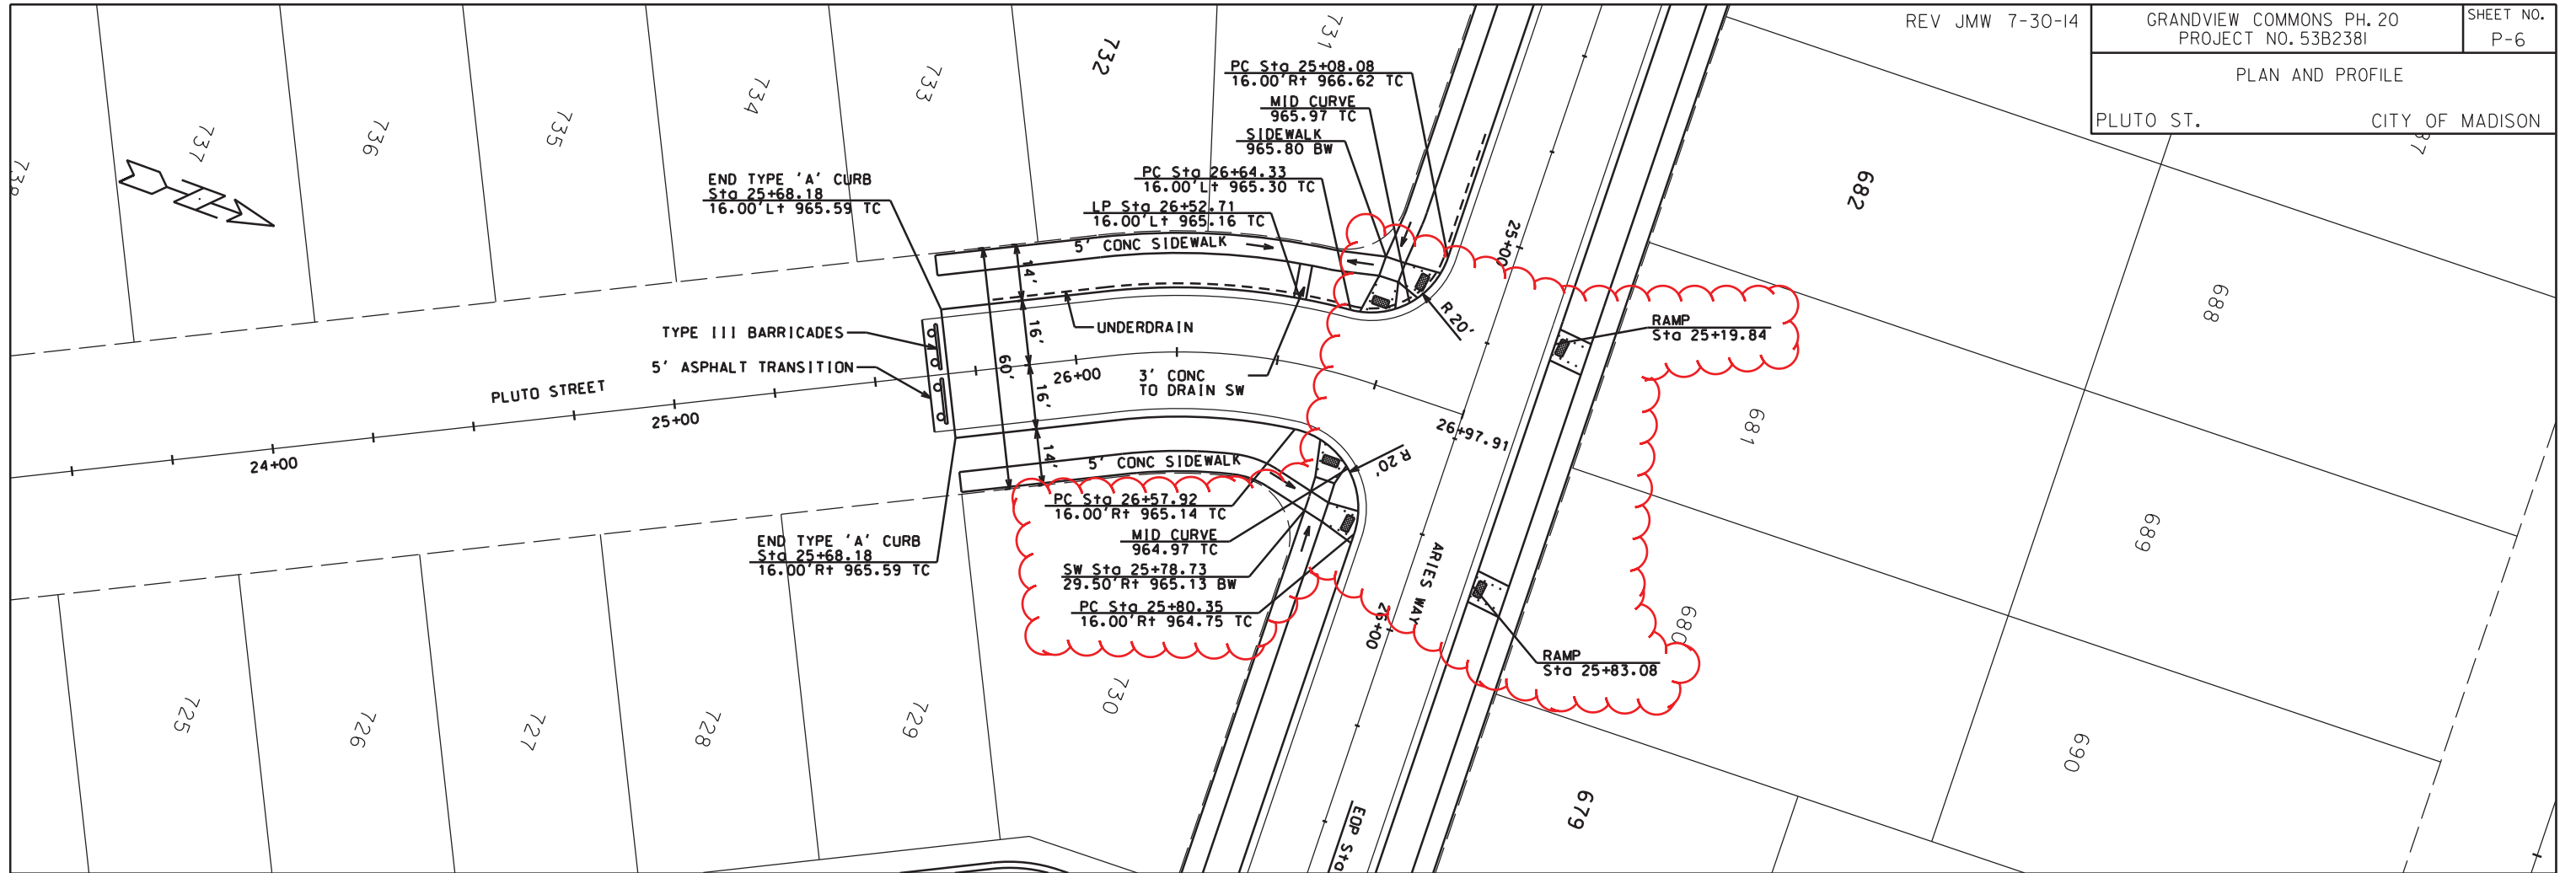 REV JMW 7-30-14
GRANDVIEW COMMONS PH. 20
PROJECT NO. 53B2381
SHEET NO.
P-6
PLAN AND PROFILE
PLUTO ST.
CITY OF MADISON
738
737
736
735
734
733
732
731
PC Sta 25+08.08
16.00'Rt 966.62 TC
MID CURVE
965.97 TC
SIDEWALK
965.80 BW
PC Sta 26+64.33
16.00'Lt 965.30 TC
LP Sta 26+52.71
16.00'Lt 965.16 TC
END TYPE 'A' CURB
Sta 25+68.18
16.00'Lt 965.59 TC
5' CONC SIDEWALK
14'
16'
60'
16'
14'
UNDERDRAIN
TYPE III BARRICADES
5' ASPHALT TRANSITION
3' CONC
TO DRAIN SW
PLUTO STREET
24+00
25+00
26+00
26+97.91
R 20'
R 20'
25+00
RAMP
Sta 25+19.84
5' CONC SIDEWALK
PC Sta 26+57.92
16.00'Rt 965.14 TC
MID CURVE
964.97 TC
SW Sta 25+78.73
29.50'Rt 965.13 BW
PC Sta 25+80.35
16.00'Rt 964.75 TC
END TYPE 'A' CURB
Sta 25+68.18
16.00'Rt 965.59 TC
ARIES WAY
26+00
RAMP
Sta 25+83.08
EOP Sta
682
681
680
679
688
689
690
725
726
727
728
729
730